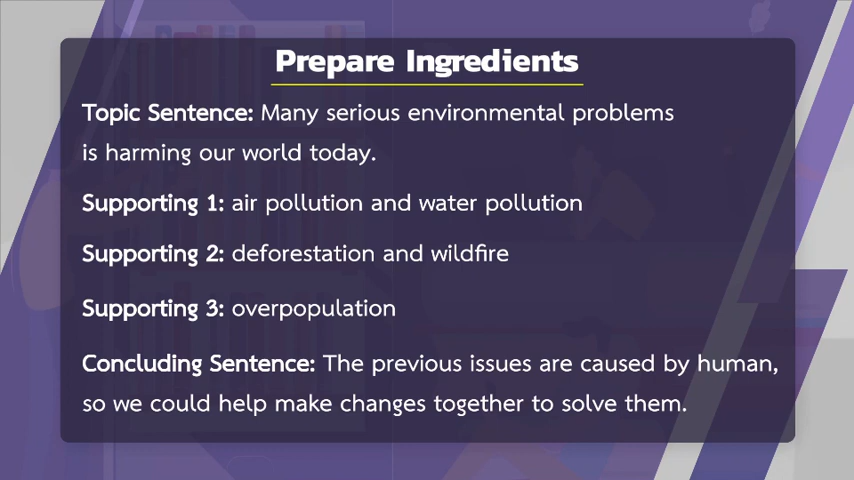 Prepare Ingredients
Topic Sentence: Many serious environmental problems
is harming our world today.
Supporting 1: air pollution and water pollution
Supporting 2: deforestation and wildfire
Supporting 3: overpopulation
Concluding Sentence: The previous issues are caused by human,
so we could help make changes together to solve them.